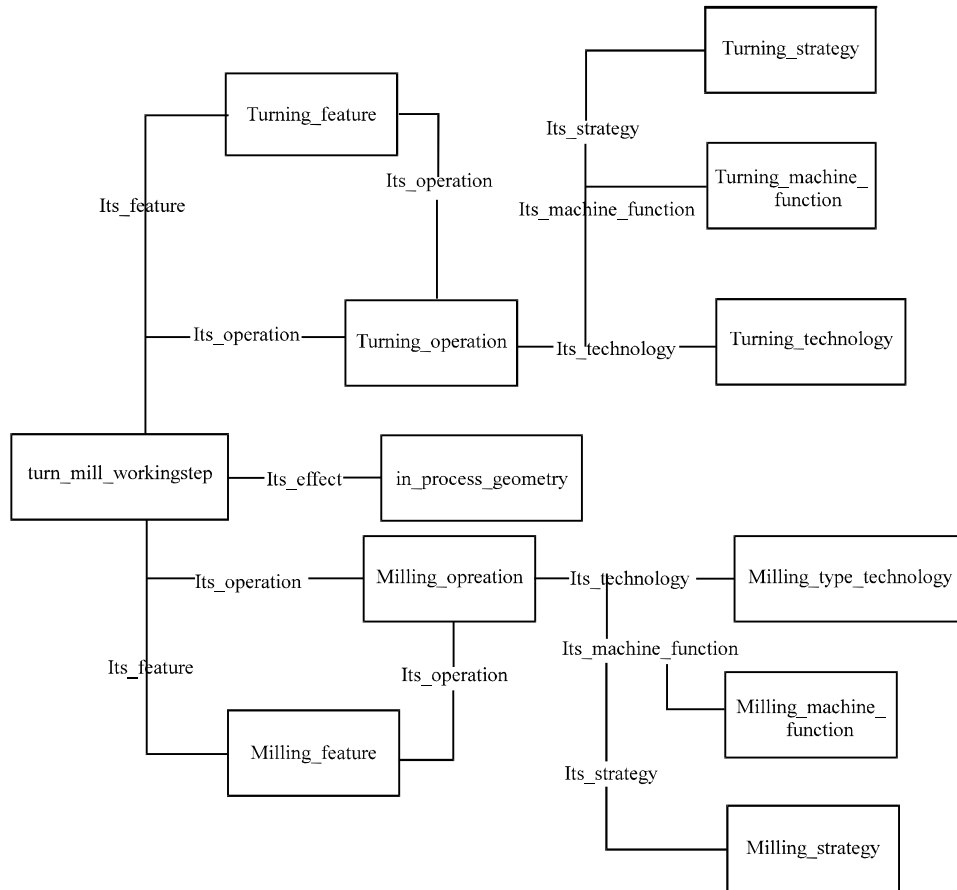 Turning_strategy
Turning_feature
Its_strategy
Its_operation
Turning_machine_
function
Its_feature
Its_machine_function
Its_operation
Turning_operation
Its_technology
Turning_technology
turn_mill_workingstep
Its_effect
in_process_geometry
Its_operation
Milling_opreation
Its_technology
Milling_type_technology
Its_machine_function
Its_feature
Its_operation
Milling_machine_
function
Milling_feature
Its_strategy
Milling_strategy